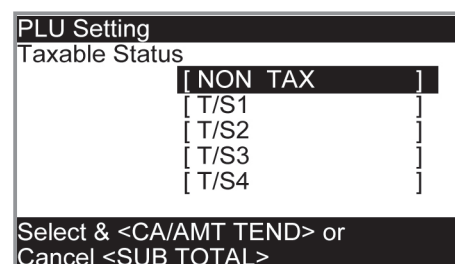 PLU Setting
Taxable Status
[ NON TAX ]
[ T/S1 ]
[ T/S2 ]
[ T/S3 ]
[ T/S4 ]
Select & <CA/AMT TEND> or
Cancel <SUB TOTAL>